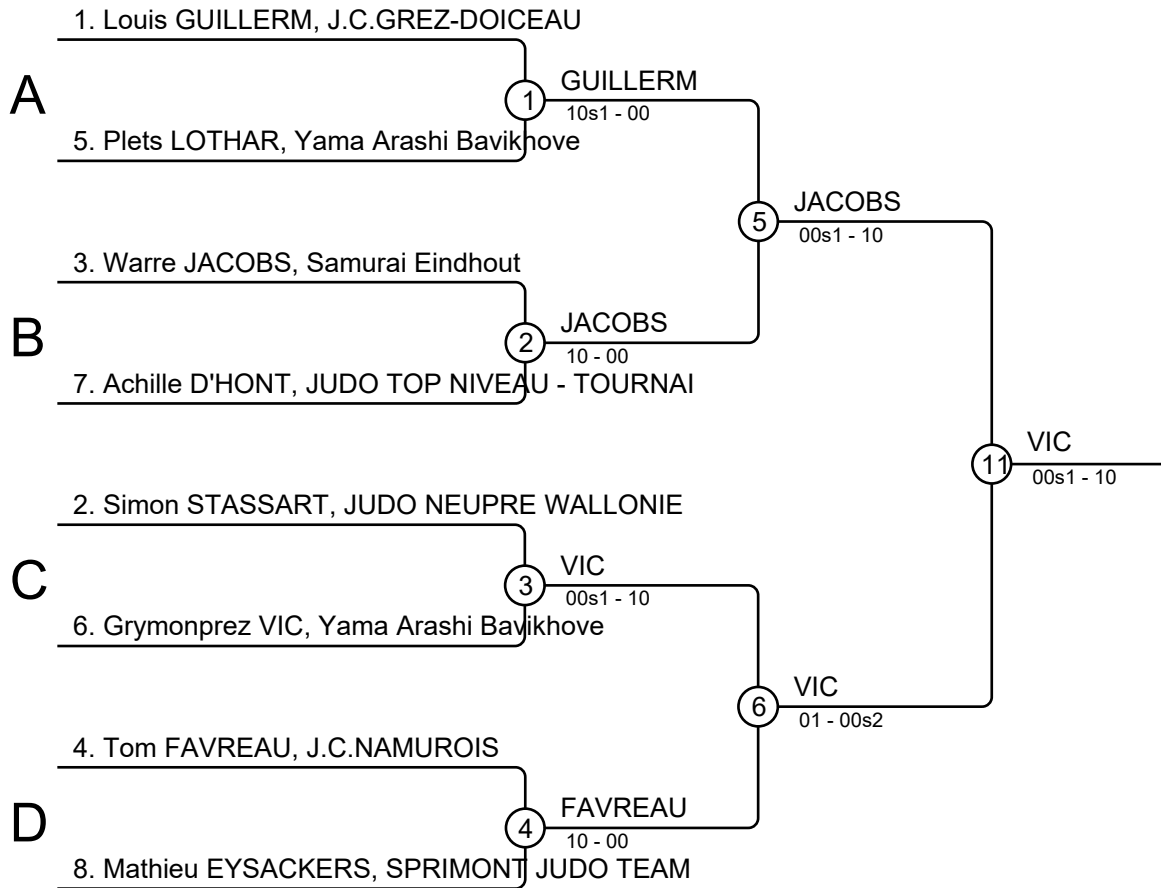 1. Louis GUILLERM, J.C.GREZ-DOICEAU
A
1
GUILLERM
10s1 - 00
5. Plets LOTHAR, Yama Arashi Bavikhove
5
JACOBS
00s1 - 10
3. Warre JACOBS, Samurai Eindhout
B
2
JACOBS
10 - 00
7. Achille D'HONT, JUDO TOP NIVEAU - TOURNAI
11
VIC
00s1 - 10
2. Simon STASSART, JUDO NEUPRE WALLONIE
C
3
VIC
00s1 - 10
6. Grymonprez VIC, Yama Arashi Bavikhove
6
VIC
01 - 00s2
4. Tom FAVREAU, J.C.NAMUROIS
D
4
FAVREAU
10 - 00
8. Mathieu EYSACKERS, SPRIMONT JUDO TEAM